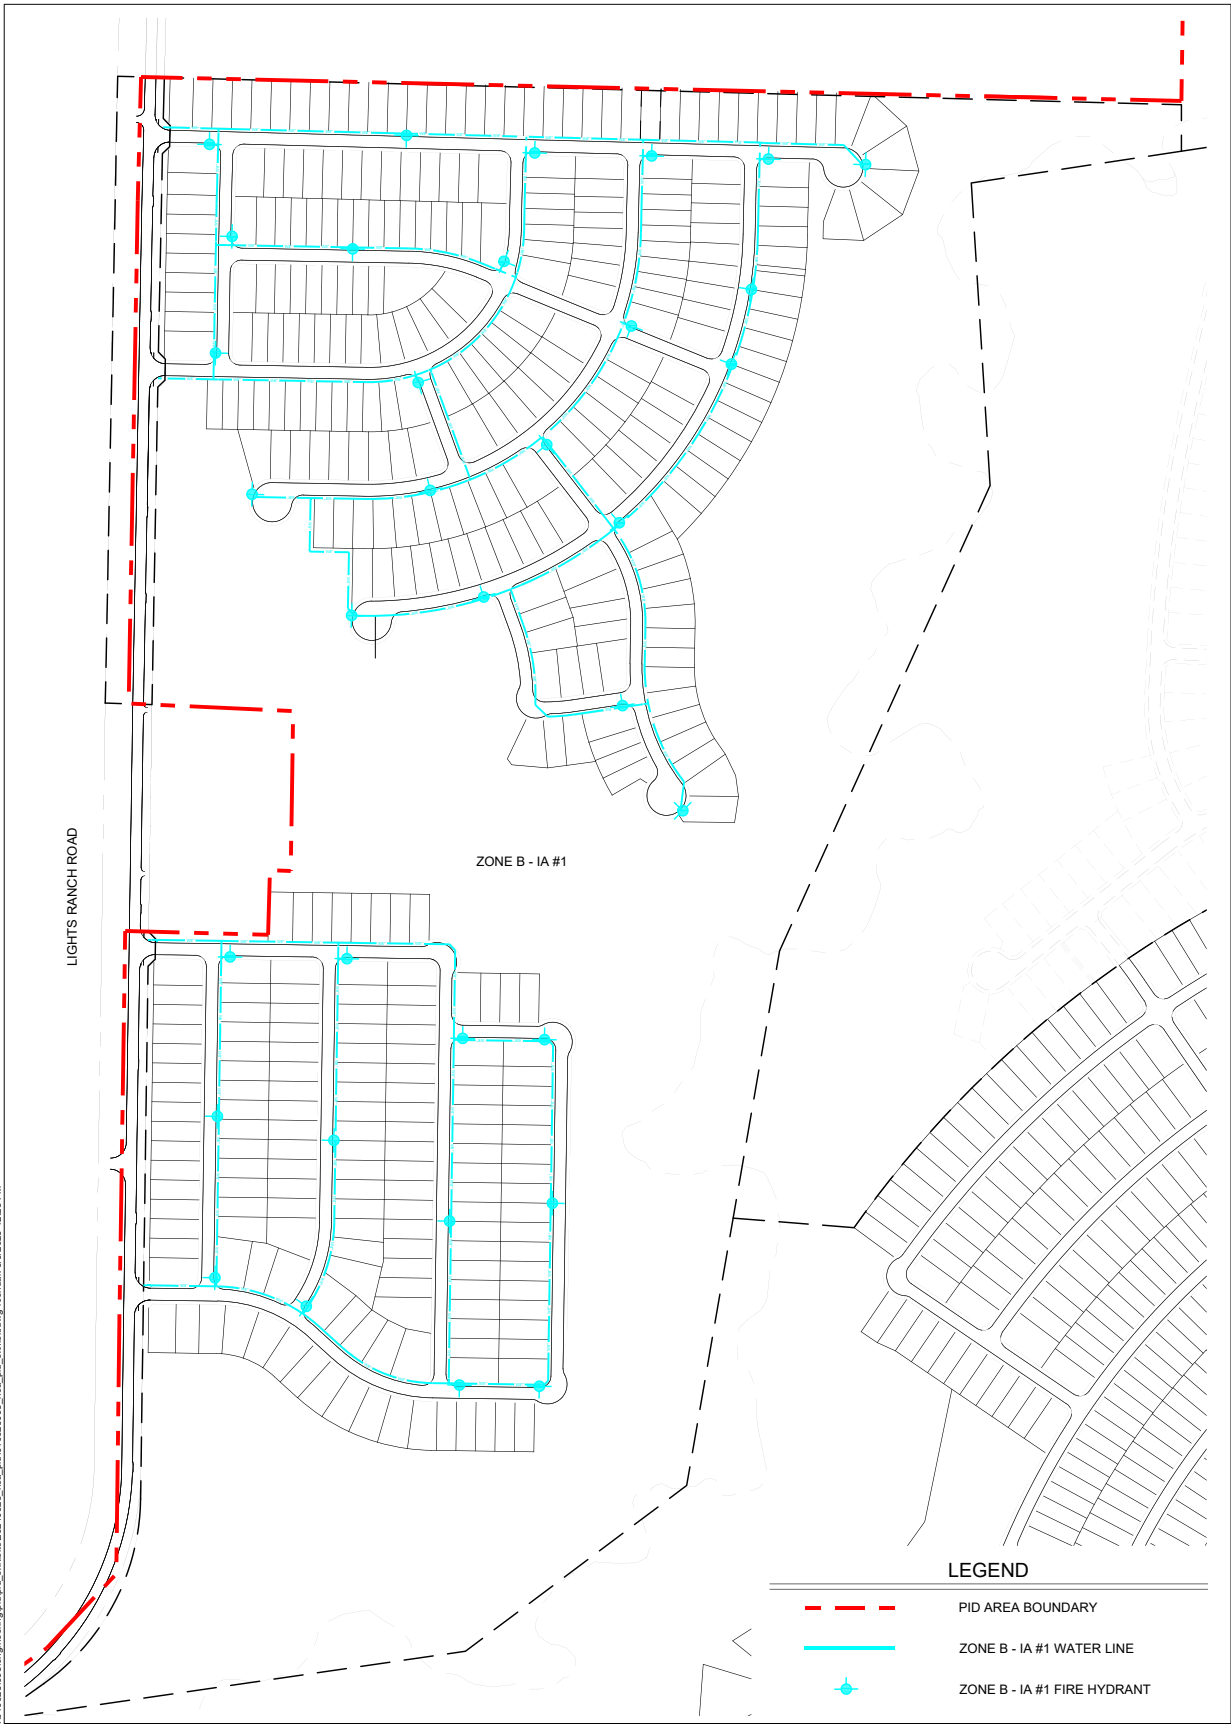 LIGHTS RANCH ROAD
ZONE B - IA #1
LEGEND
PID AREA BOUNDARY
ZONE B - IA #1 WATER LINE
ZONE B - IA #1 FIRE HYDRANT